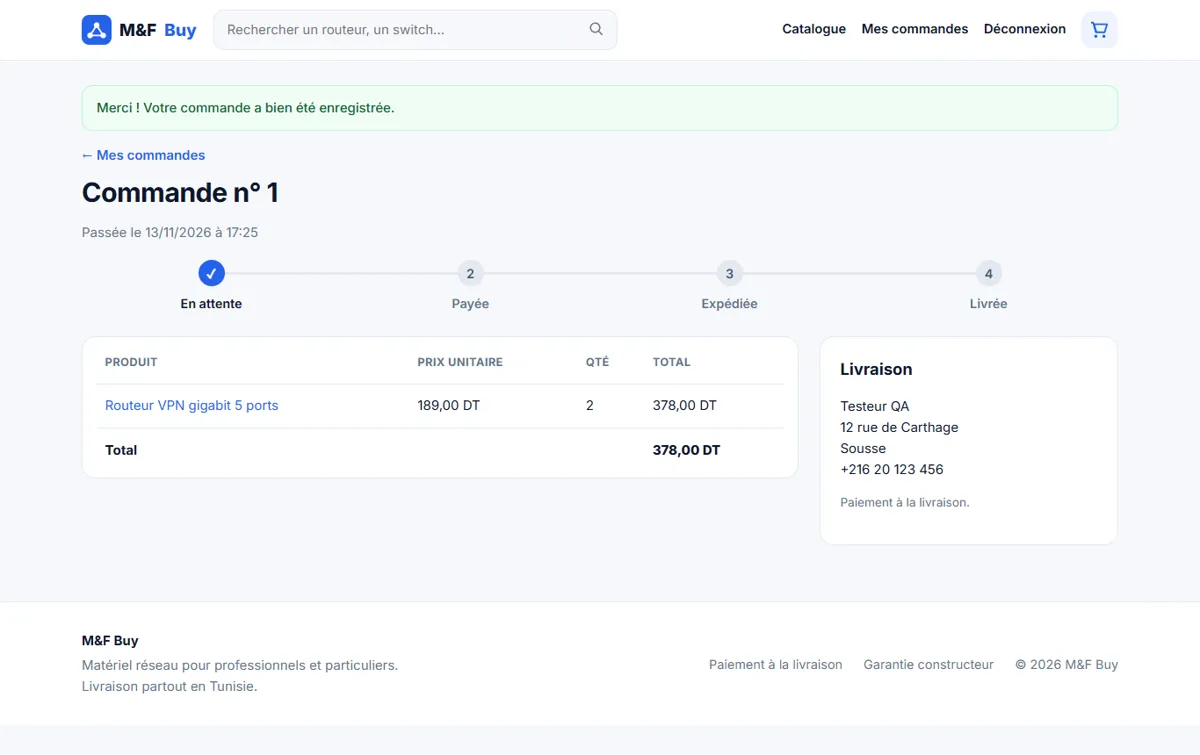 M&F Buy
Rechercher un routeur, un switch...
Catalogue Mes commandes Déconnexion
Merci ! Votre commande a bien été enregistrée.
← Mes commandes
Commande n° 1
Passée le 13/11/2026 à 17:25
✓ 2 3 4
En attente Payée Expédiée Livrée
PRODUIT PRIX UNITAIRE QTÉ TOTAL
Routeur VPN gigabit 5 ports 189,00 DT 2 378,00 DT
Total 378,00 DT
Livraison
Testeur QA
12 rue de Carthage
Sousse
+216 20 123 456
Paiement à la livraison.
M&F Buy
Matériel réseau pour professionnels et particuliers.
Livraison partout en Tunisie.
Paiement à la livraison Garantie constructeur © 2026 M&F Buy